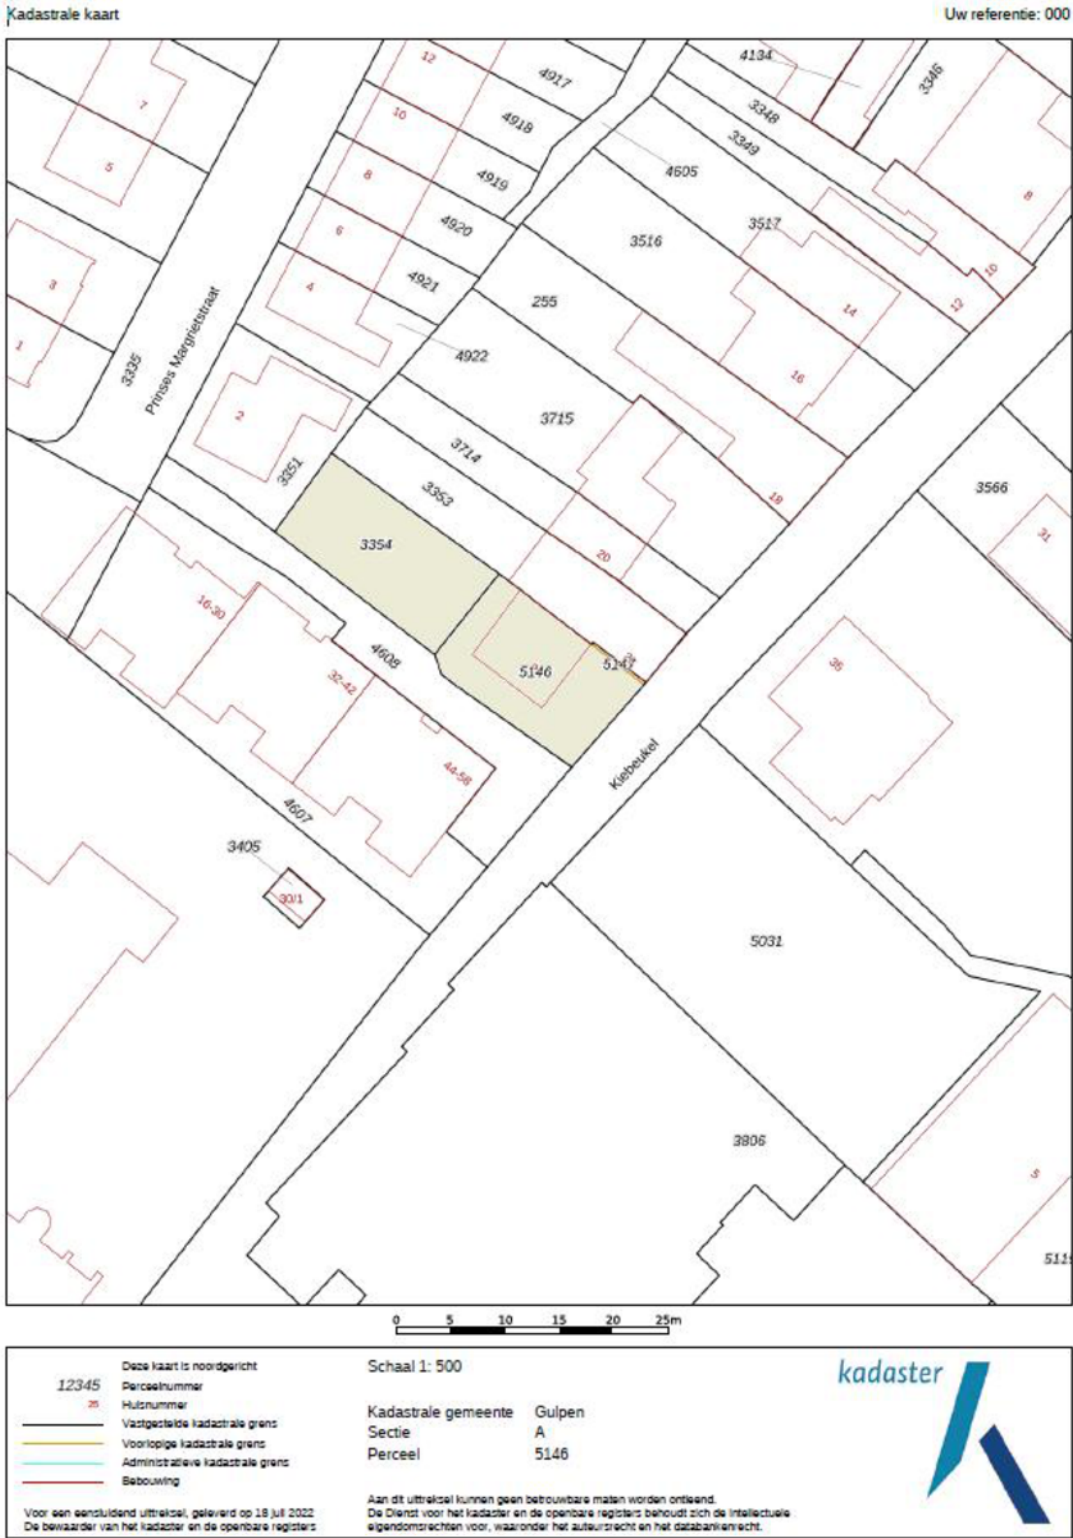 Kadastrale kaart
Uw referentie: 000
12
4917
4134
3346
7
10
4918
3348
3349
5
8
4919
4605
8
6
4920
3516
3517
3
4
4921
255
14
10
12
1
3335
Prinses Margrietstraat
4922
16
2
3715
3351
3714
3353
18
3566
31
3354
20
16-30
4608
5146
5147
35
32-42
44-56
Kiebeukel
4607
3405
30/1
5031
3806
5
0 5 10 15 20 25m
Deze kaart is noordgericht
12345 Perceelnummer
25 Huisnummer
Vastgestelde kadastrale grens
Voorlopige kadastrale grens
Administratieve kadastrale grens
Bebouwing
Voor een eensluidend uittreksel, geleverd op 18 juli 2022
De bewaarder van het kadaster en de openbare registers
Schaal 1: 500
Kadastrale gemeente Gulpen
Sectie A
Perceel 5146
Aan dit uittreksel kunnen geen betrouwbare maten worden ontleend.
De Dienst voor het kadaster en de openbare registers behoudt zich de intellectuele
eigendomsrechten voor, waaronder het auteursrecht en het databankenrecht.
kadaster